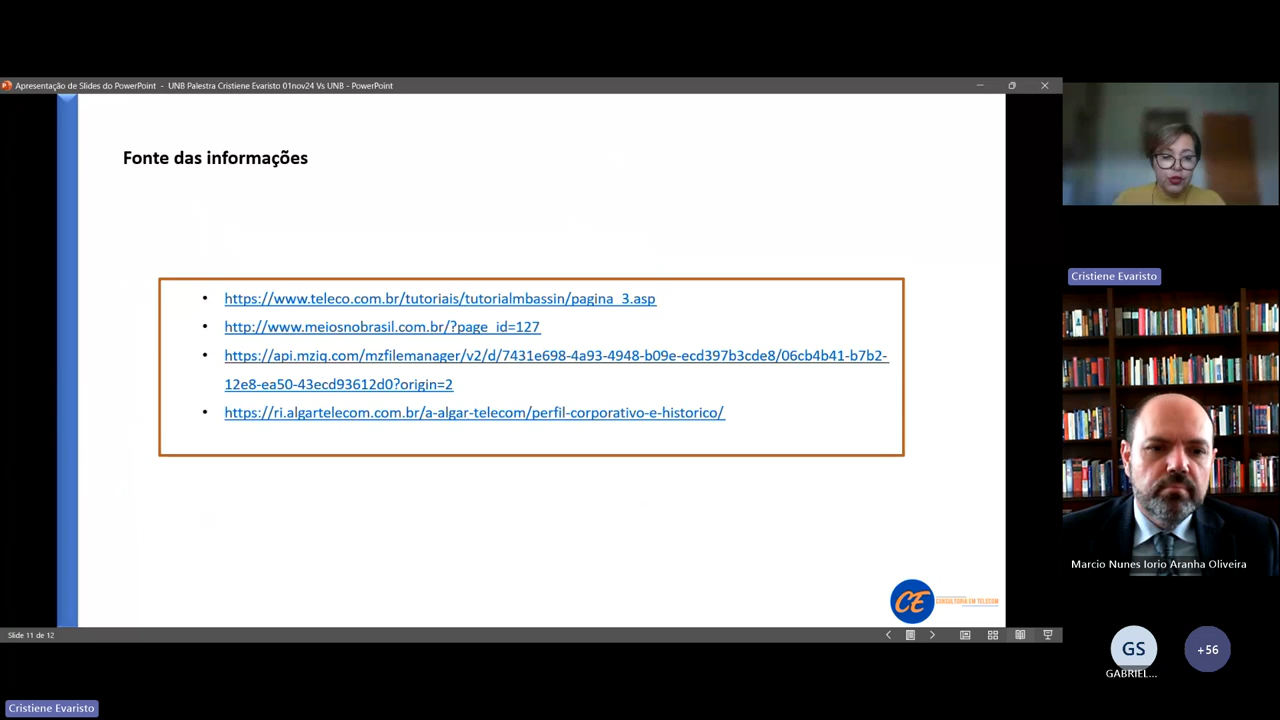 Apresentação de Slides do PowerPoint - UNB Palestra Cristiene Evaristo 01nov24 Vs UNB - PowerPoint
Fonte das informações
• https://www.teleco.com.br/tutoriais/tutorialmbassin/pagina_3.asp
• http://www.meiosnobrasil.com.br/?page_id=127
• https://api.mziq.com/mzfilemanager/v2/d/7431e698-4a93-4948-b09e-ecd397b3cde8/06cb4b41-b7b2-
12e8-ea50-43ecd93612d0?origin=2
• https://ri.algartelecom.com.br/a-algar-telecom/perfil-corporativo-e-historico/
CE
CONSULTORIA EM TELECOM
Slide 11 de 12
Cristiene Evaristo
Marcio Nunes Iorio Aranha Oliveira
GS
GABRIEL...
+56
Cristiene Evaristo